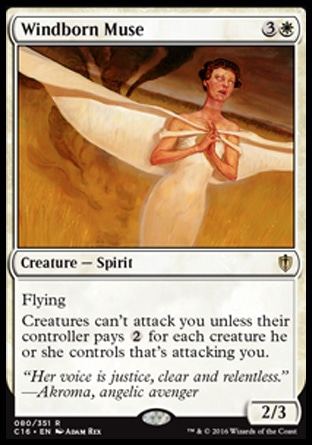 Windborn Muse 3
Creature — Spirit
Flying
Creatures can't attack you unless their
controller pays 2 for each creature he
or she controls that's attacking you.
"Her voice is justice, clear and relentless."
—Akroma, angelic avenger
2/3
080/351 R
C16 • EN Adam Rex
™ & © 2016 Wizards of the Coast